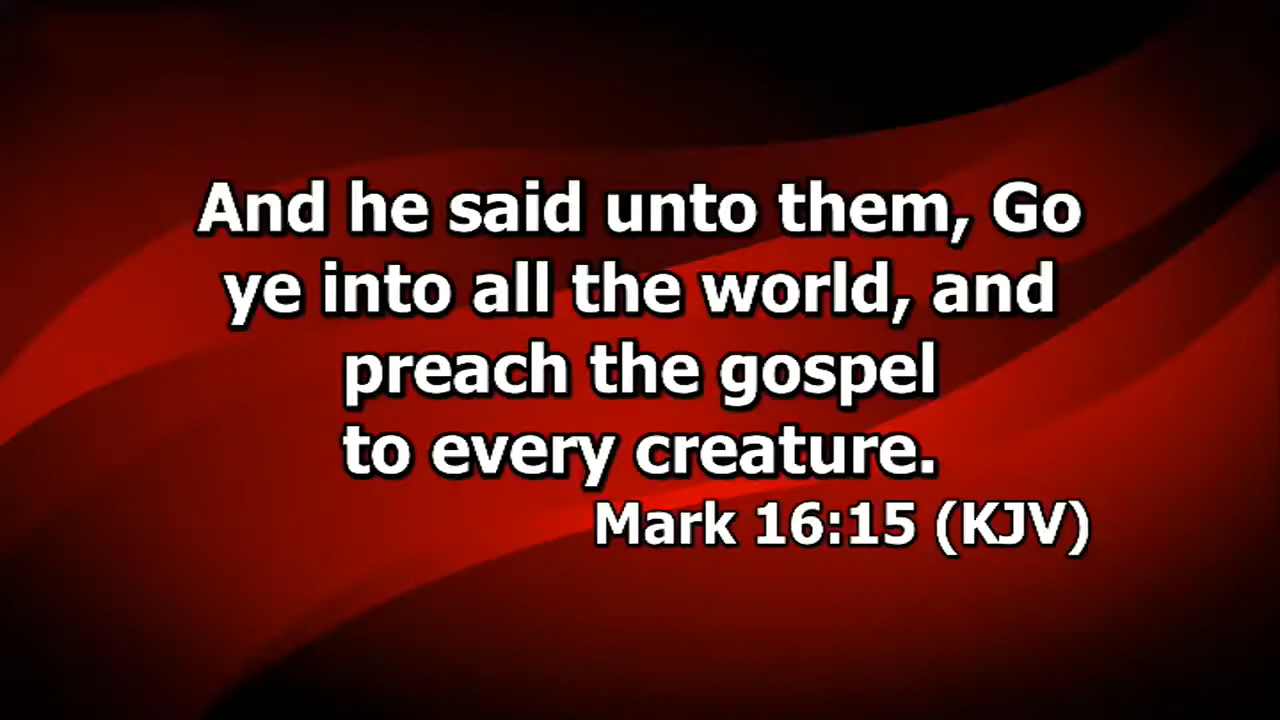 And he said unto them, Go
ye into all the world, and
preach the gospel
to every creature.
Mark 16:15 (KJV)